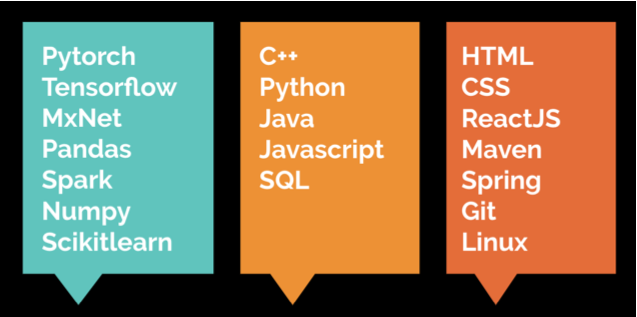 Pytorch
Tensorflow
MxNet
Pandas
Spark
Numpy
Scikitlearn
C++
Python
Java
Javascript
SQL
HTML
CSS
ReactJS
Maven
Spring
Git
Linux